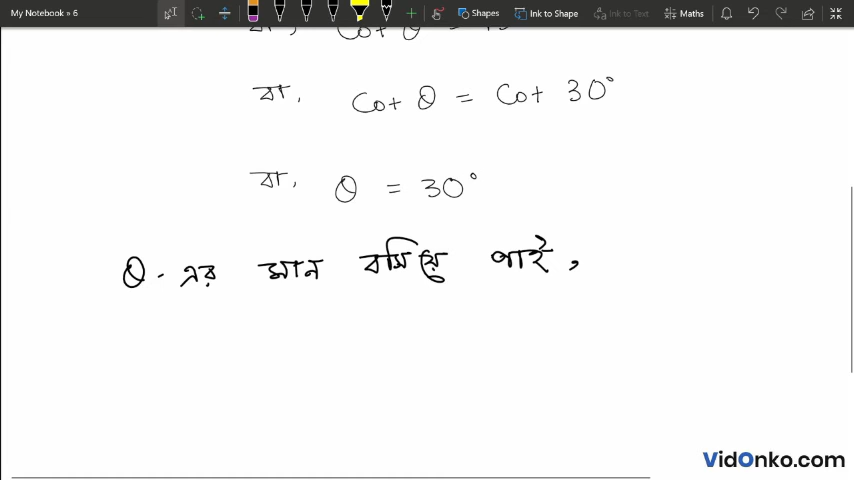 My Notebook » 6 Shapes Ink to Shape Ink to Text Maths
বা, Cot θ =
বা, Cot θ = Cot 30°
বা, θ = 30°
θ - এর মান বসিয়ে পাই,
VidOnko.com